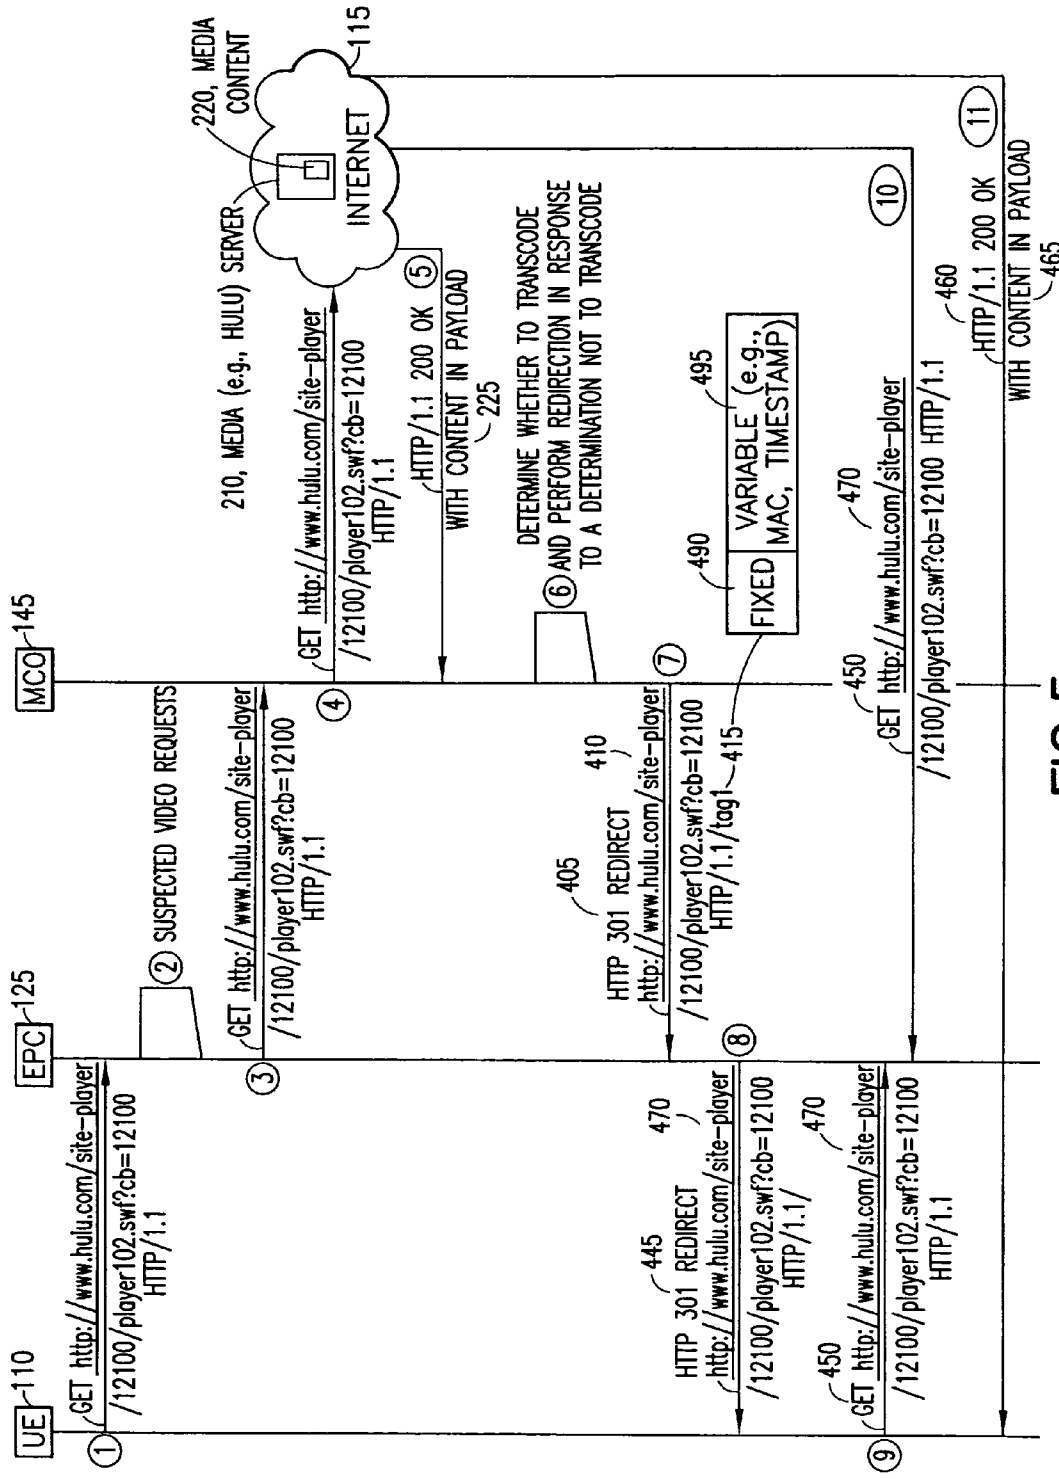 UE 110
EPC 125
MCO 145
① GET http://www.hulu.com/site-player
/12100/player102.swf?cb=12100
HTTP/1.1
② SUSPECTED VIDEO REQUESTS
③ GET http://www.hulu.com/site-player
/12100/player102.swf?cb=12100
HTTP/1.1
210, MEDIA (e.g., HULU) SERVER
220, MEDIA
CONTENT
INTERNET
115
④ GET http://www.hulu.com/site-player
/12100/player102.swf?cb=12100
HTTP/1.1
⑤
HTTP/1.1 200 OK
WITH CONTENT IN PAYLOAD
225
DETERMINE WHETHER TO TRANSCODE
⑥ AND PERFORM REDIRECTION IN RESPONSE
TO A DETERMINATION NOT TO TRANSCODE
⑦
405
HTTP 301 REDIRECT
410
http://www.hulu.com/site-player
/12100/player102.swf?cb=12100
HTTP/1.1/tag1 415
490
495
FIXED
VARIABLE (e.g.,
MAC, TIMESTAMP)
⑧
445
HTTP 301 REDIRECT
470
http://www.hulu.com/site-player
/12100/player102.swf?cb=12100
HTTP/1.1/
⑨
450
470
GET http://www.hulu.com/site-player
/12100/player102.swf?cb=12100
HTTP/1.1
⑩
450
470
GET http://www.hulu.com/site-player
/12100/player102.swf?cb=12100 HTTP/1.1
⑪
460
HTTP/1.1 200 OK
WITH CONTENT IN PAYLOAD
465